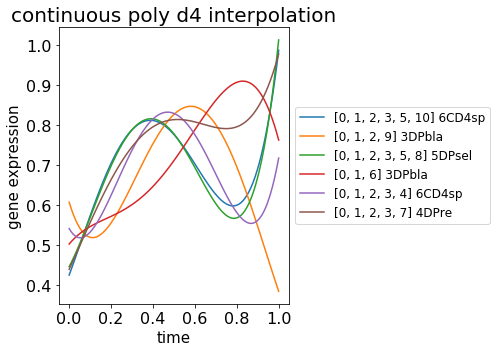 continuous poly d4 interpolation
gene expression
1.0
0.9
0.8
0.7
0.6
0.5
0.4
0.0 0.2 0.4 0.6 0.8 1.0
time
[0, 1, 2, 3, 5, 10] 6CD4sp
[0, 1, 2, 9] 3DPbla
[0, 1, 2, 3, 5, 8] 5DPsel
[0, 1, 6] 3DPbla
[0, 1, 2, 3, 4] 6CD4sp
[0, 1, 2, 3, 7] 4DPre